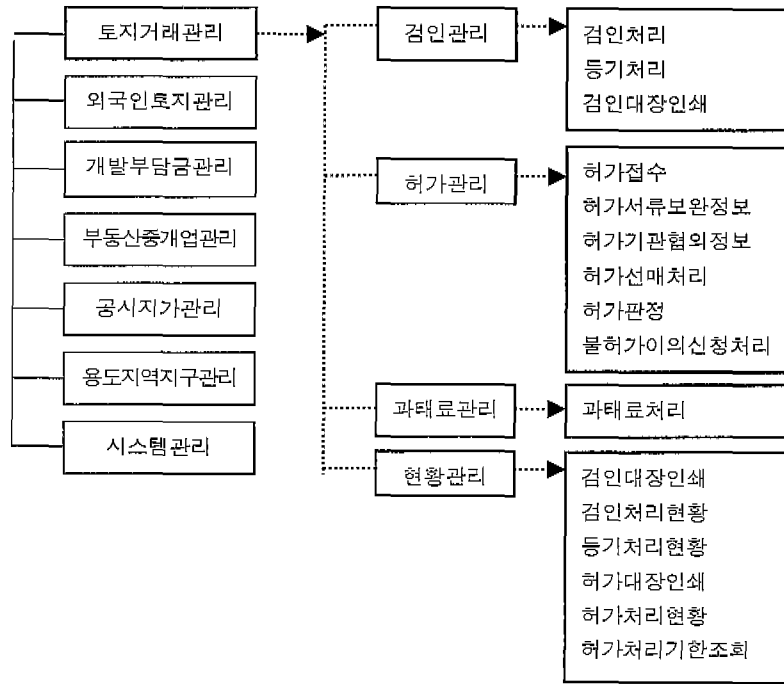 토지거래관리
외국인토지관리
개발부담금관리
부동산중개업관리
공시지가관리
용도지역지구관리
시스템관리
검인관리
검인처리
등기처리
검인대장인쇄
허가관리
허가접수
허가서류보완정보
허가기관협외정보
허가선매처리
허가판정
불허가이의신청처리
과태료관리
과태료처리
현황관리
검인대장인쇄
검인처리현황
등기처리현황
허가대장인쇄
허가처리현황
허가처리기한조회